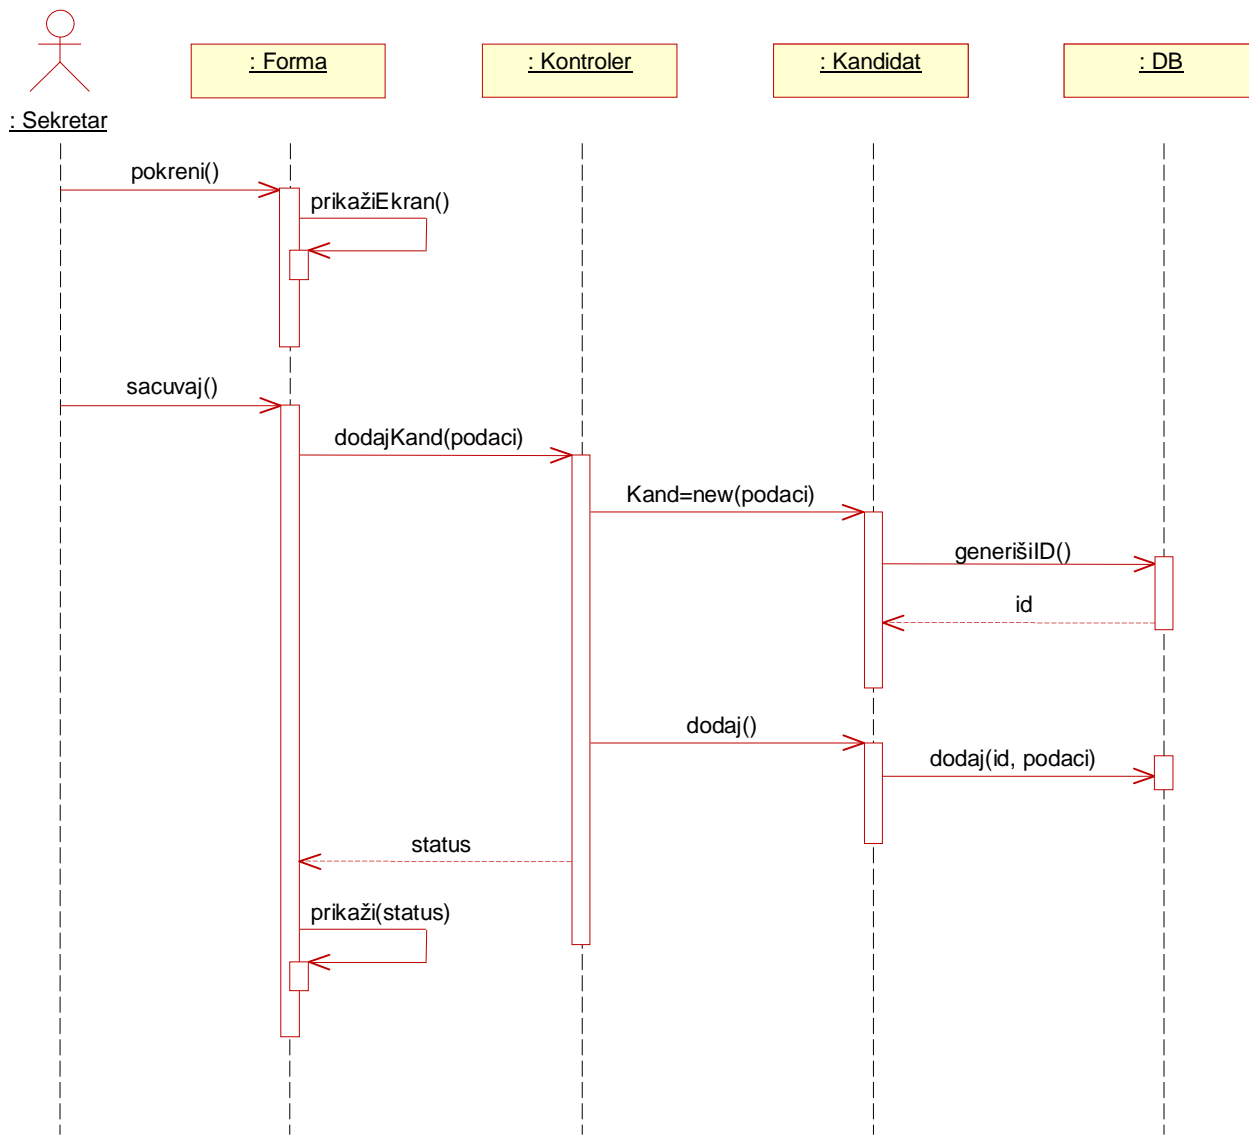 : Forma
: Kontroler
: Kandidat
: DB
: Sekretar
pokreni()
prikažiEkran()
sacuvaj()
dodajKand(podaci)
Kand=new(podaci)
generišiID()
id
dodaj()
dodaj(id, podaci)
status
prikaži(status)